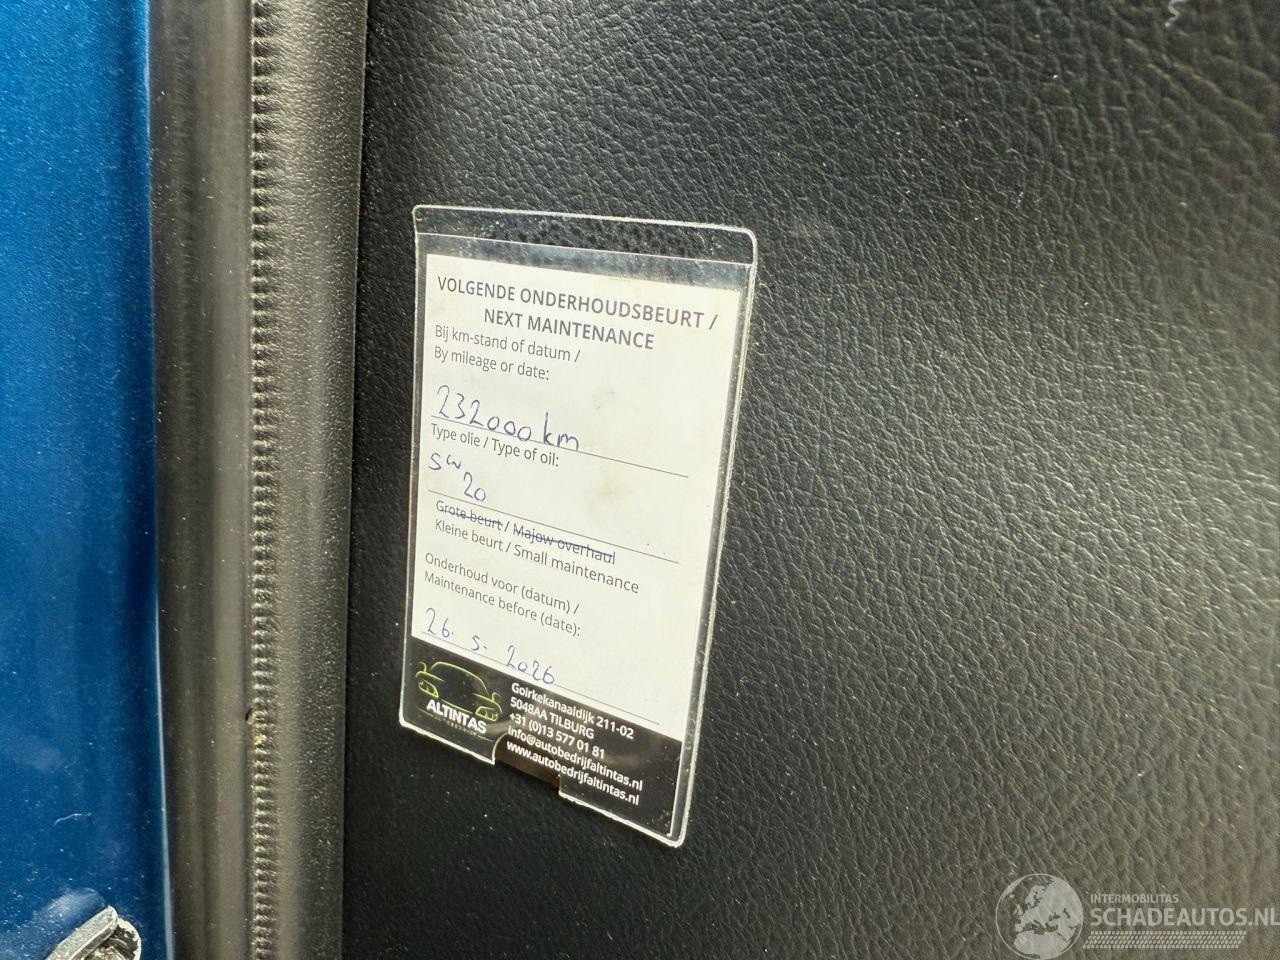 VOLGENDE ONDERHOUDSBEURT /
NEXT MAINTENANCE
Bij km-stand of datum /
By mileage or date:
232000 km
Type olie / Type of oil:
5w
20
Grote beurt / Majow overhaul
Kleine beurt / Small maintenance
Onderhoud voor (datum) /
Maintenance before (date):
26. 5. 2026
ALTINTAS
Goirkekanaaldijk 211-02
5048AA TILBURG
+31 (0)13 577 01 81
info@autobedrijfaltintas.nl
www.autobedrijfaltintas.nl
INTERMOBILITAS
SCHADEAUTOS.NL